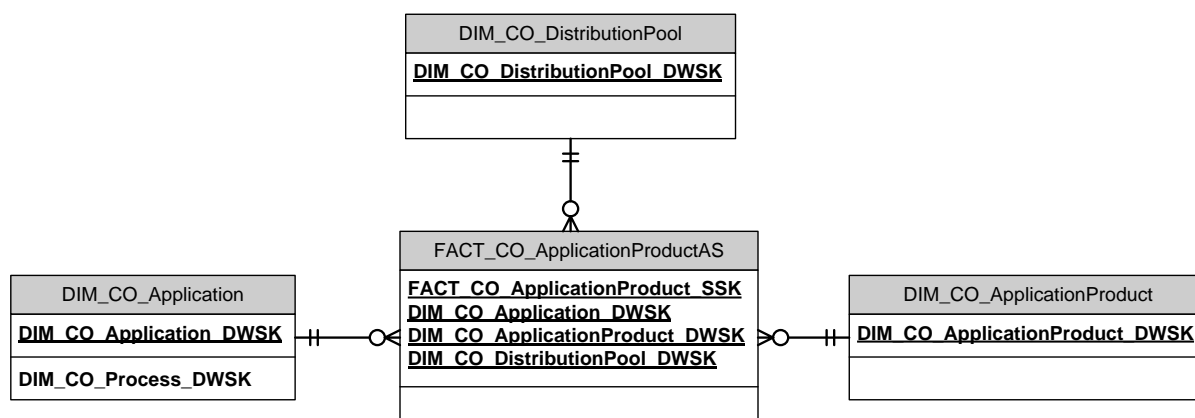 DIM_CO_DistributionPool
DIM_CO_DistributionPool_DWSK
FACT_CO_ApplicationProductAS
FACT_CO_ApplicationProduct_SSK
DIM_CO_Application_DWSK
DIM_CO_ApplicationProduct_DWSK
DIM_CO_DistributionPool_DWSK
DIM_CO_Application
DIM_CO_Application_DWSK
DIM_CO_Process_DWSK
DIM_CO_ApplicationProduct
DIM_CO_ApplicationProduct_DWSK